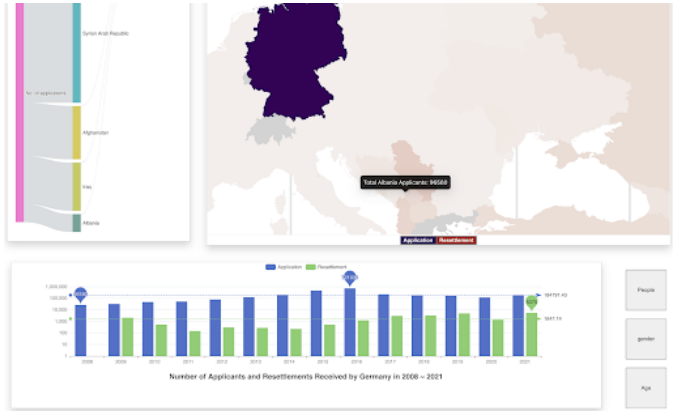 Syrian Arab Republic
No. of applicants
Afghanistan
Iraq
Albania
Total Albania Applicants: 96560
Application Resettlement
Application Resettlement
1,000,000
100,000
10,000
1,000
100
10
1
2008 2009 2010 2011 2012 2013 2014 2015 2016 2017 2018 2019 2020 2021
Number of Applicants and Resettlements Received by Germany in 2008 ~ 2021
People
gender
Age